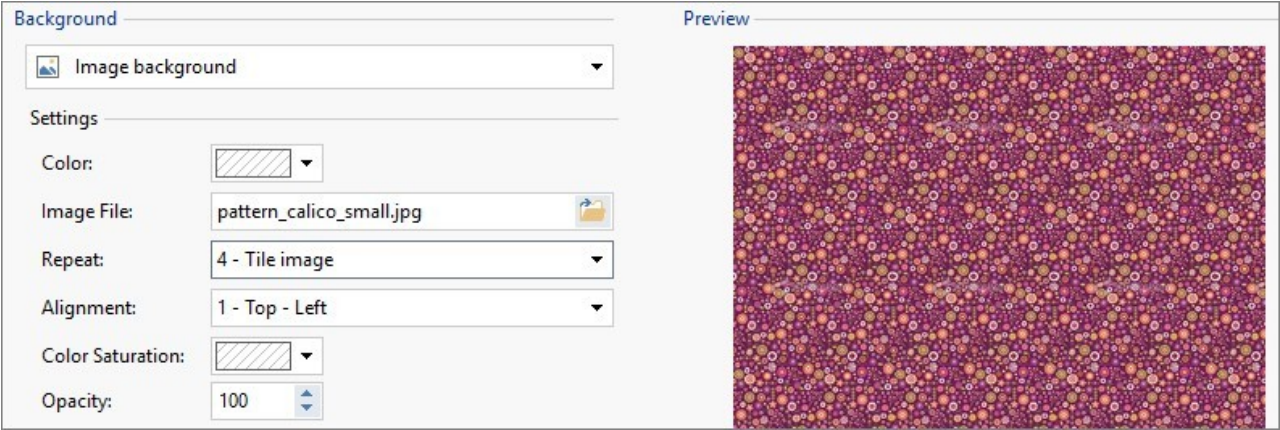 Background
Preview
Image background
Settings
Color:
Image File: pattern_calico_small.jpg
Repeat: 4 - Tile image
Alignment: 1 - Top - Left
Color Saturation:
Opacity: 100